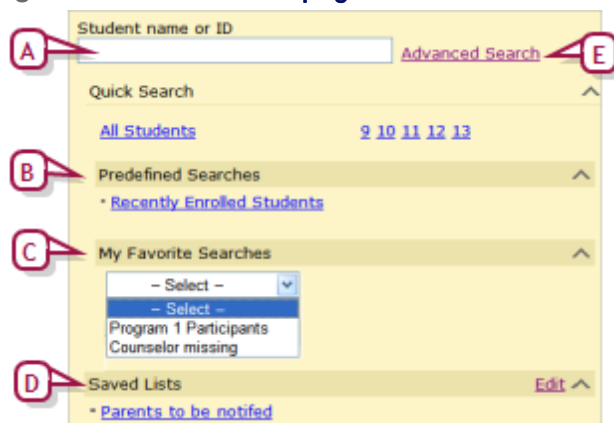 Student name or ID
A
Advanced Search
E
Quick Search
All Students 9 10 11 12 13
B
Predefined Searches
Recently Enrolled Students
C
My Favorite Searches
– Select –
– Select –
Program 1 Participants
Counselor missing
D
Saved Lists Edit
Parents to be notifed